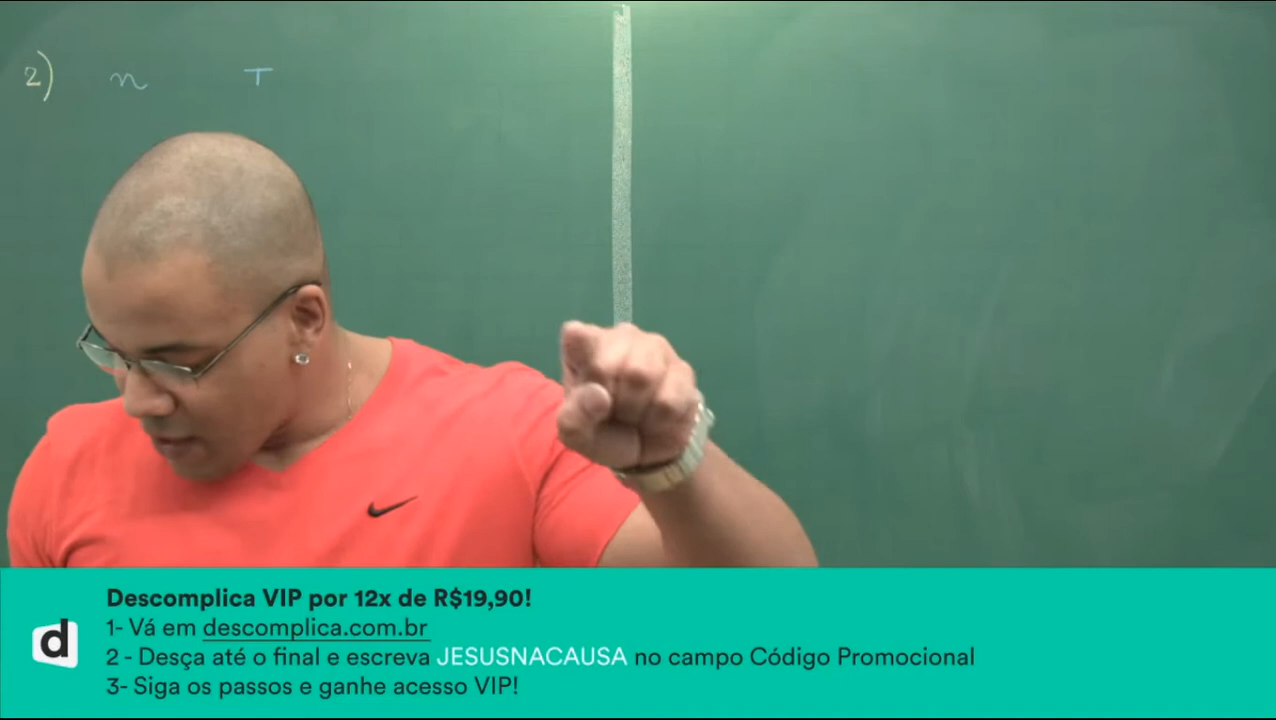 2) n T
Descomplica VIP por 12x de R$19,90!
1- Vá em descomplica.com.br
d
2 - Desça até o final e escreva JESUSNACAUSA no campo Código Promocional
3- Siga os passos e ganhe acesso VIP!